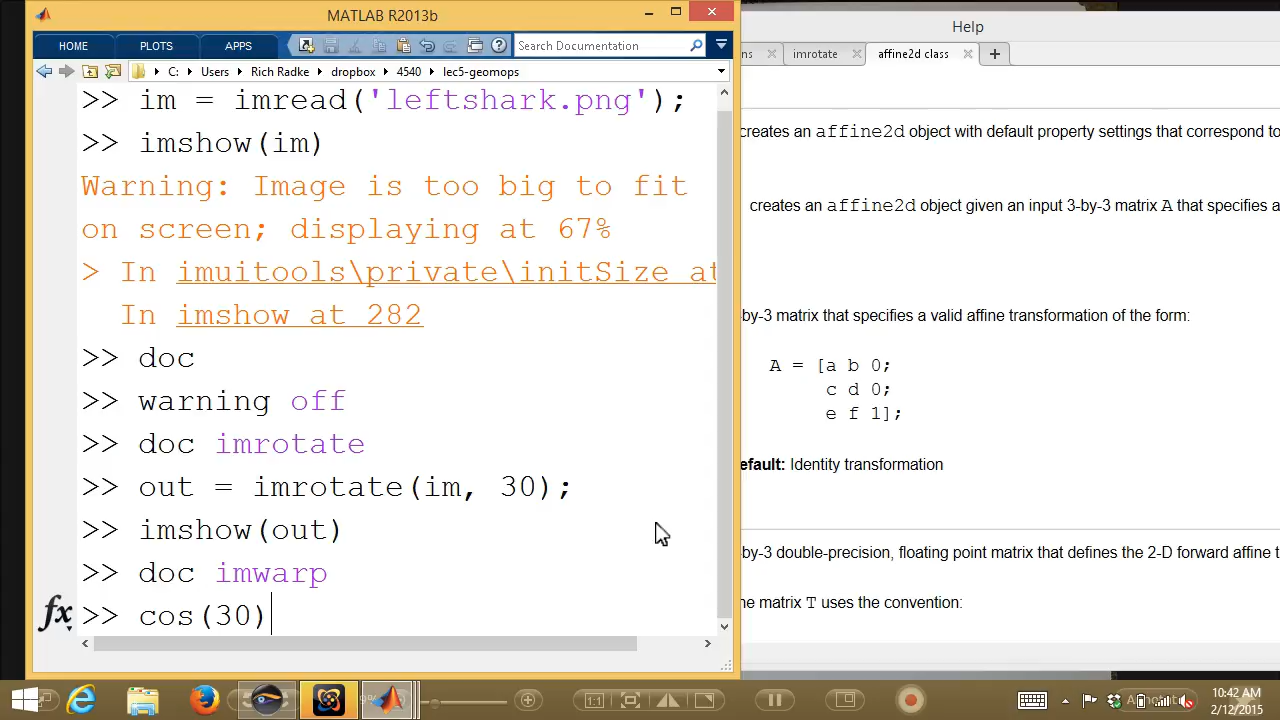 MATLAB R2013b
Help
HOME PLOTS APPS
Search Documentation
ns imrotate affine2d class
C: Users Rich Radke dropbox 4540 lec5-geomops
>> im = imread('leftshark.png');
>> imshow(im)
Warning: Image is too big to fit
on screen; displaying at 67%
> In imuitools\private\initSize at
In imshow at 282
>> doc
>> warning off
>> doc imrotate
>> out = imrotate(im, 30);
>> imshow(out)
>> doc imwarp
fx >> cos(30)
creates an affine2d object with default property settings that correspond to
creates an affine2d object given an input 3-by-3 matrix A that specifies a
by-3 matrix that specifies a valid affine transformation of the form:
A = [a b 0;
c d 0;
e f 1];
efault: Identity transformation
by-3 double-precision, floating point matrix that defines the 2-D forward affine t
he matrix T uses the convention:
1:1
10:42 AM
2/12/2015